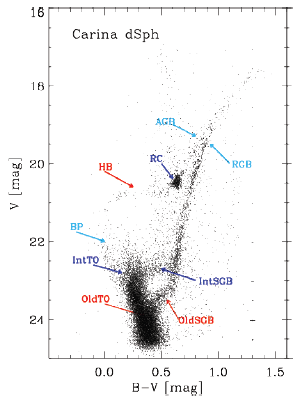 16
Carina dSph
18
AGB
RC
RGB
HB
20
V [mag]
BP
22
IntTO
IntSGB
OldTO
OldSGB
24
0.0 0.5 1.0 1.5
B-V [mag]